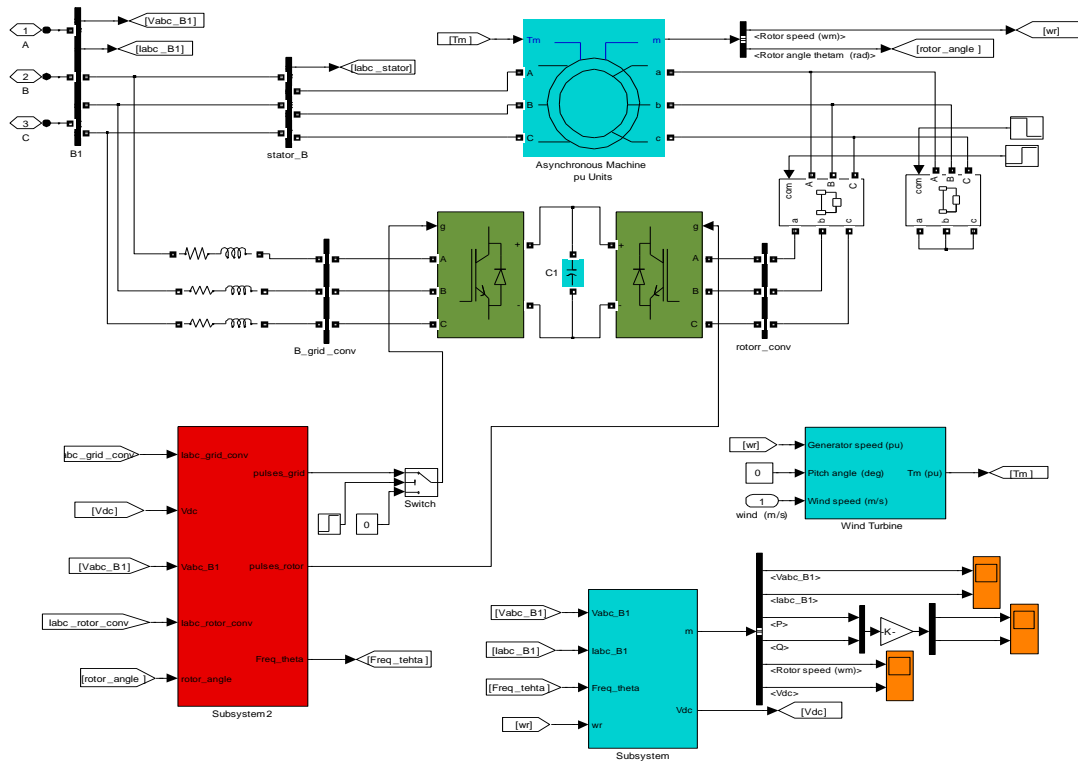 1
A
2
B
3
C
B1
[Vabc_B1]
[Iabc_B1]
[Iabc_stator]
stator_B
[Tm]
Tm
m
A
a
B
b
C
c
Asynchronous Machine
pu Units
<Rotor speed (wm)>
<Rotor angle thetam (rad)>
[wr]
[rotor_angle]
com
A
B
C
a
b
c
com
A
B
C
a
b
c
B_grid_conv
g
A
B
C
+
-
C1
+
-
g
A
B
C
rotorr_conv
abc_grid_conv
[Vdc]
[Vabc_B1]
Iabc_rotor_conv
[rotor_angle]
Iabc_grid_conv
Vdc
Vabc_B1
Iabc_rotor_conv
rotor_angle
pulses_grid
pulses_rotor
Freq_theta
Subsystem2
[Freq_tehta]
0
Switch
[wr]
0
1
wind (m/s)
Generator speed (pu)
Pitch angle (deg)
Wind speed (m/s)
Tm (pu)
Wind Turbine
[Tm]
[Vabc_B1]
[Iabc_B1]
[Freq_tehta]
[wr]
Vabc_B1
Iabc_B1
Freq_theta
wr
m
Vdc
Subsystem
<Vabc_B1>
<Iabc_B1>
<P>
<Q>
<Rotor speed (wm)>
<Vdc>
-K-
[Vdc]